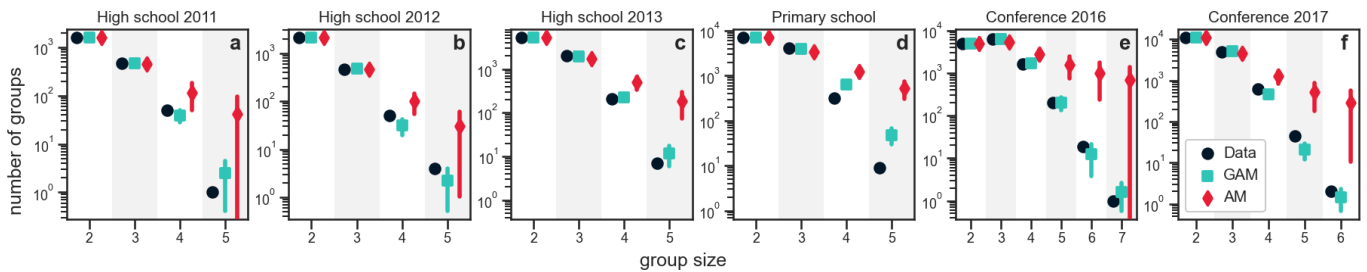 High school 2011 High school 2012 High school 2013 Primary school Conference 2016 Conference 2017
number of groups
a
10³
10²
10¹
10⁰
2 3 4 5
b
10³
10²
10¹
10⁰
2 3 4 5
c
10³
10²
10¹
10⁰
2 3 4 5
d
10⁴
10³
10²
10¹
10⁰
2 3 4 5
e
10⁴
10³
10²
10¹
10⁰
2 3 4 5 6 7
f
10⁴
10³
10²
10¹
10⁰
Data
GAM
AM
2 3 4 5 6
group size